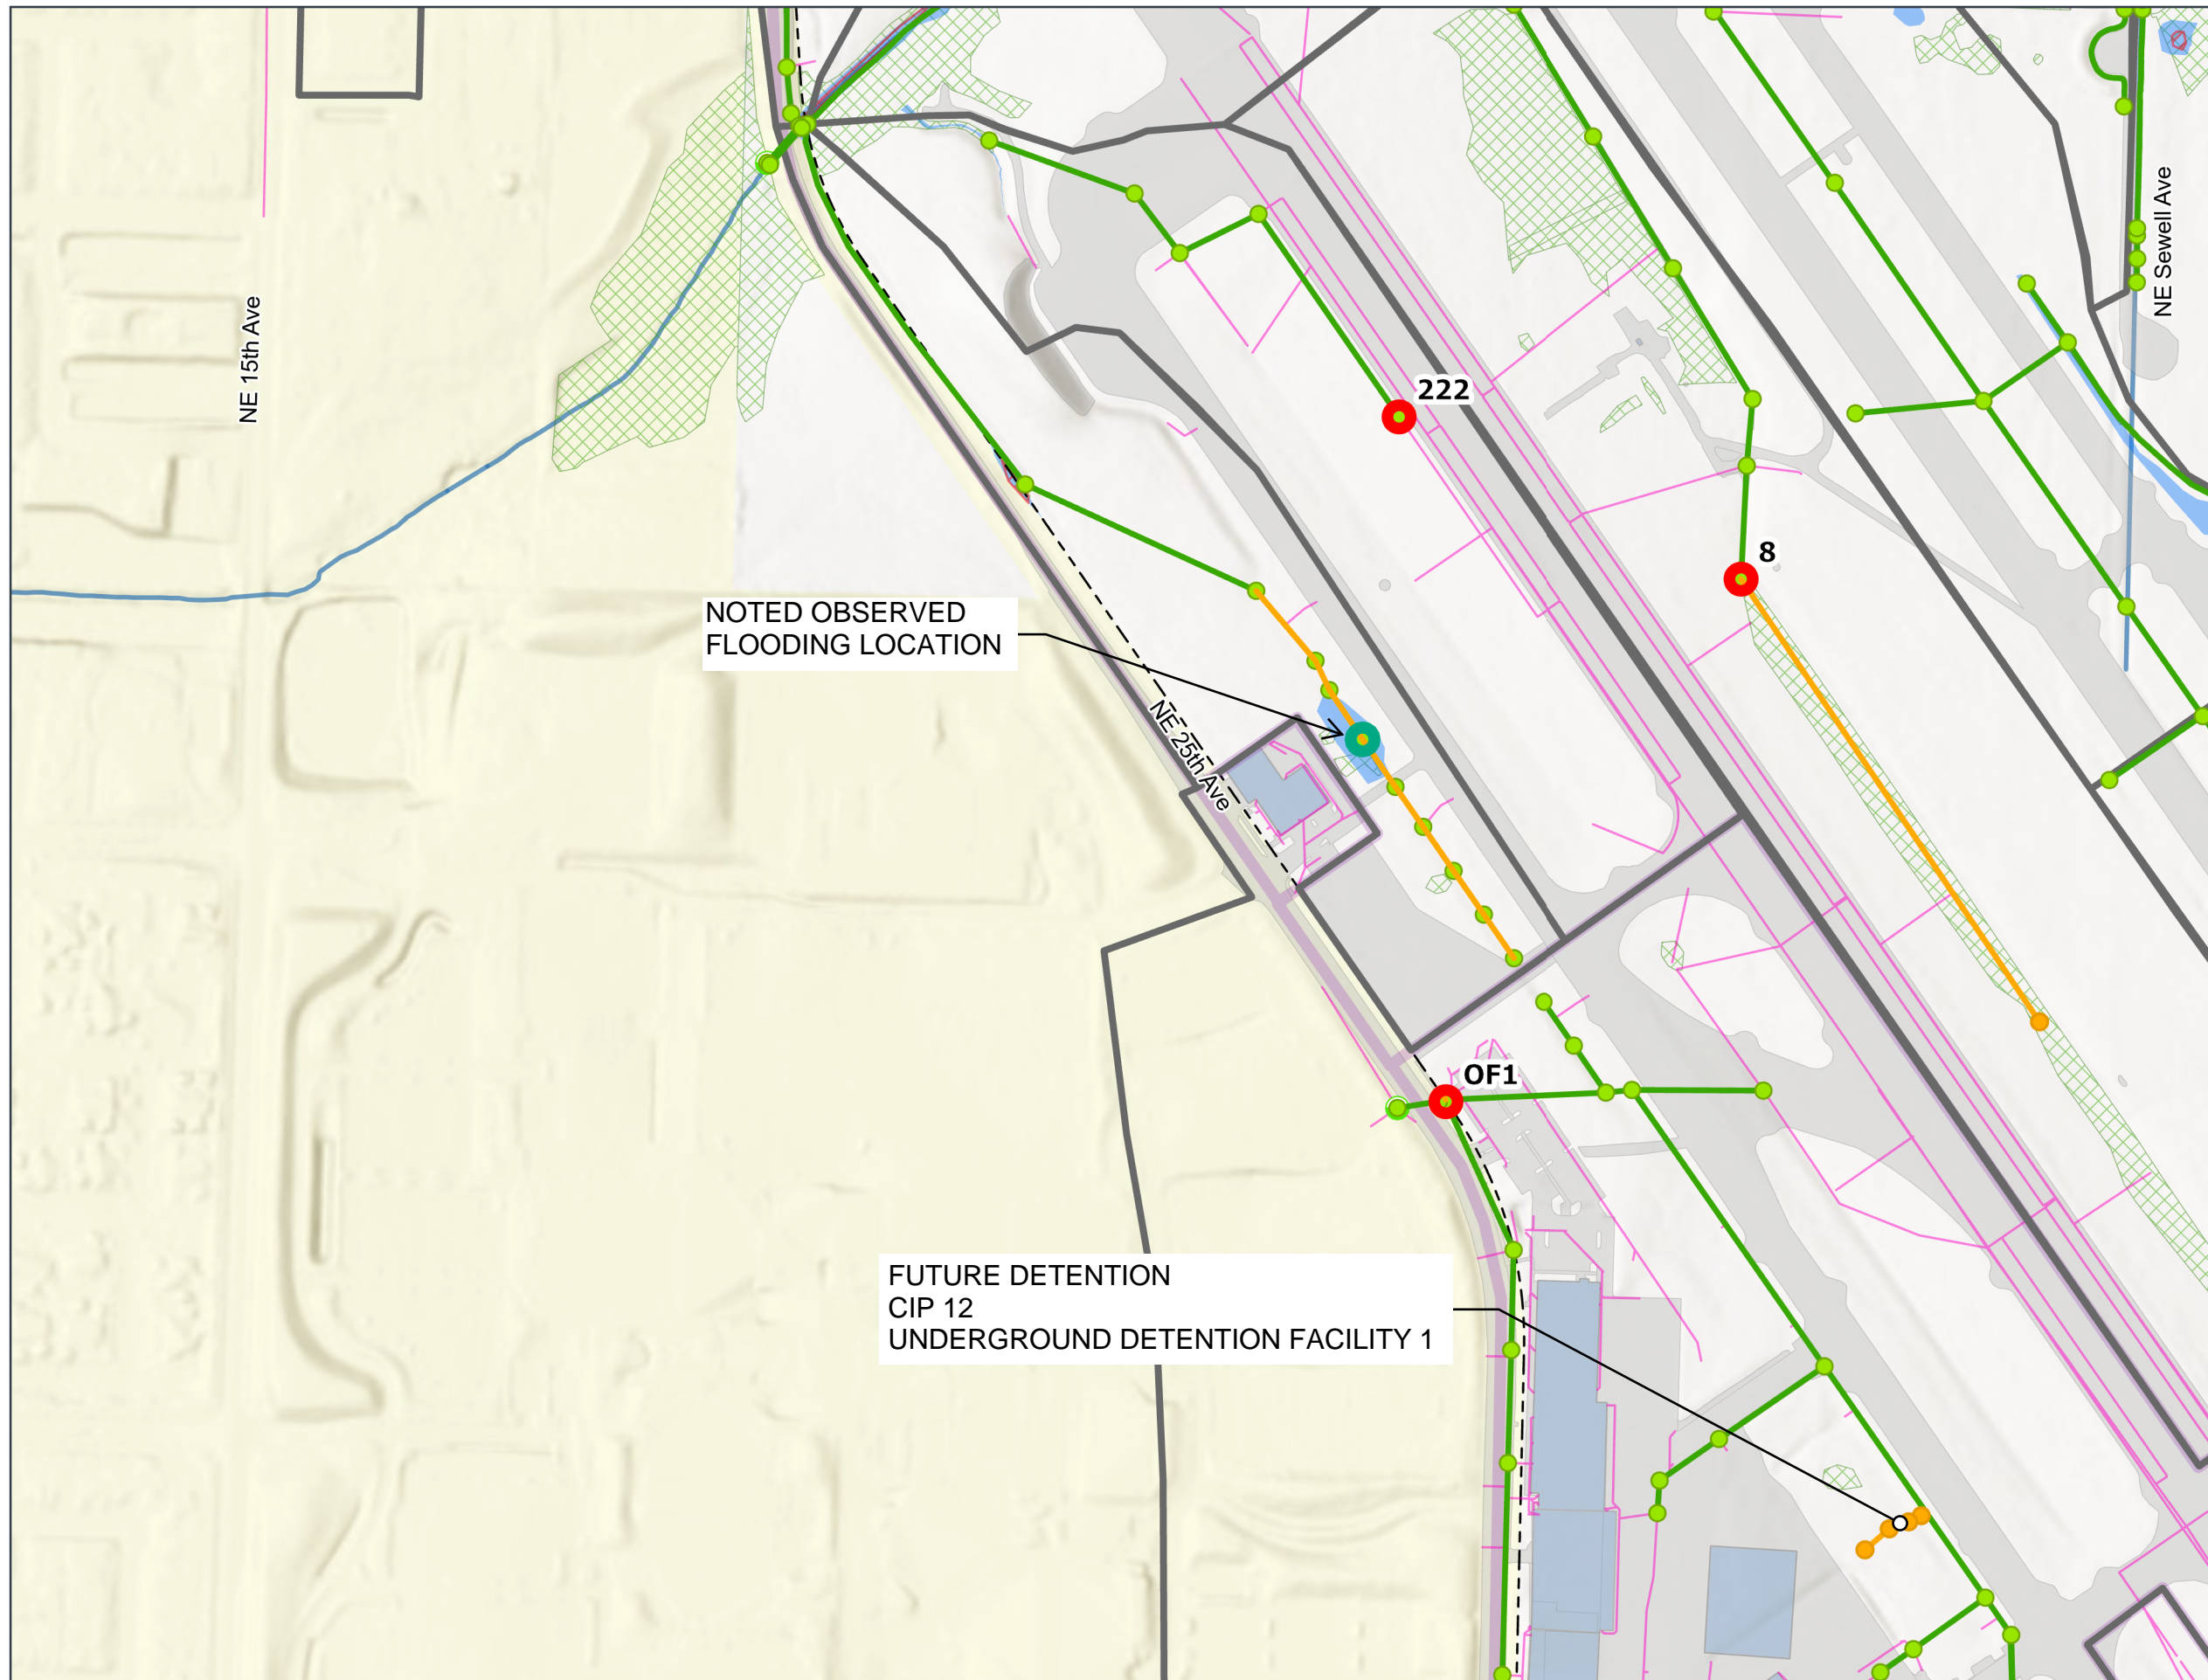 NE Sewell Ave
NE 15th Ave
222
8
NOTED OBSERVED
FLOODING LOCATION
NE 25th Ave
OF1
FUTURE DETENTION
CIP 12
UNDERGROUND DETENTION FACILITY 1